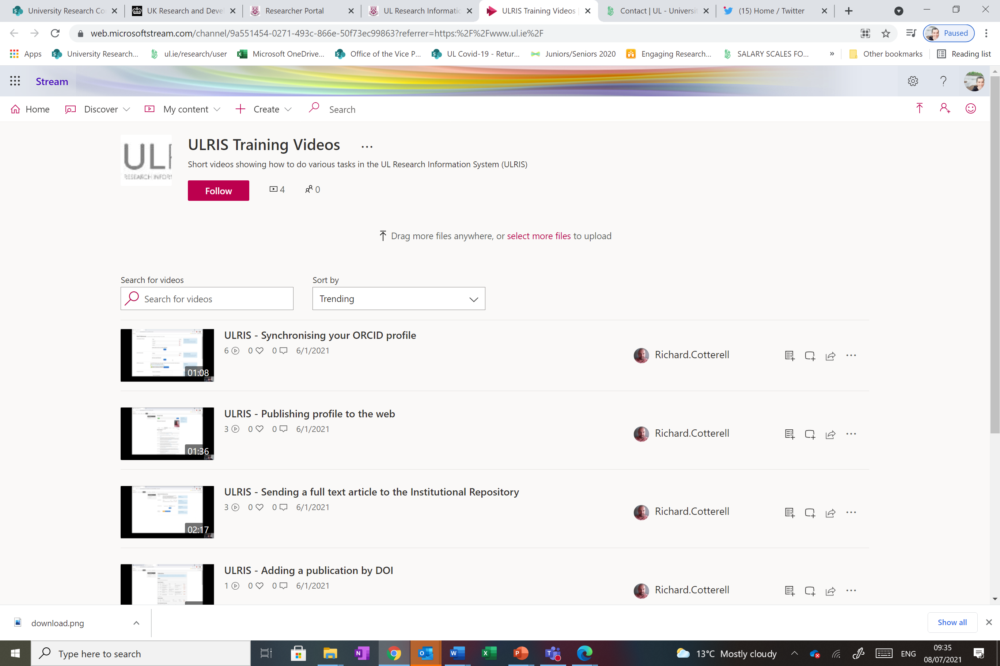 University Research Co
UK Research and Devel
Researcher Portal
UL Research Informatic
ULRIS Training Videos |
Contact | UL - Universit
(15) Home / Twitter
web.microsoftstream.com/channel/9a551454-0271-493c-866e-50f73ec99863?referrer=https:%2F%2Fwww.ul.ie%2F
Paused
Apps
University Research...
ul.ie/research/user
Microsoft OneDrive...
Office of the Vice P...
UL Covid-19 - Retur...
Juniors/Seniors 2020
Engaging Research...
SALARY SCALES FO...
»
Other bookmarks
Reading list
Stream
Home
Discover
My content
Create
Search
ULRIS Training Videos ...
Short videos showing how to do various tasks in the UL Research Information System (ULRIS)
Follow
4
0
Drag more files anywhere, or select more files to upload
Search for videos
Sort by
Search for videos
Trending
ULRIS - Synchronising your ORCID profile
6 0 0 6/1/2021
Richard.Cotterell
01:08
ULRIS - Publishing profile to the web
3 0 0 6/1/2021
Richard.Cotterell
01:36
ULRIS - Sending a full text article to the Institutional Repository
3 0 0 6/1/2021
Richard.Cotterell
02:17
ULRIS - Adding a publication by DOI
1 0 0 6/1/2021
Richard.Cotterell
download.png
Show all
Type here to search
13°C Mostly cloudy
ENG
09:35
08/07/2021